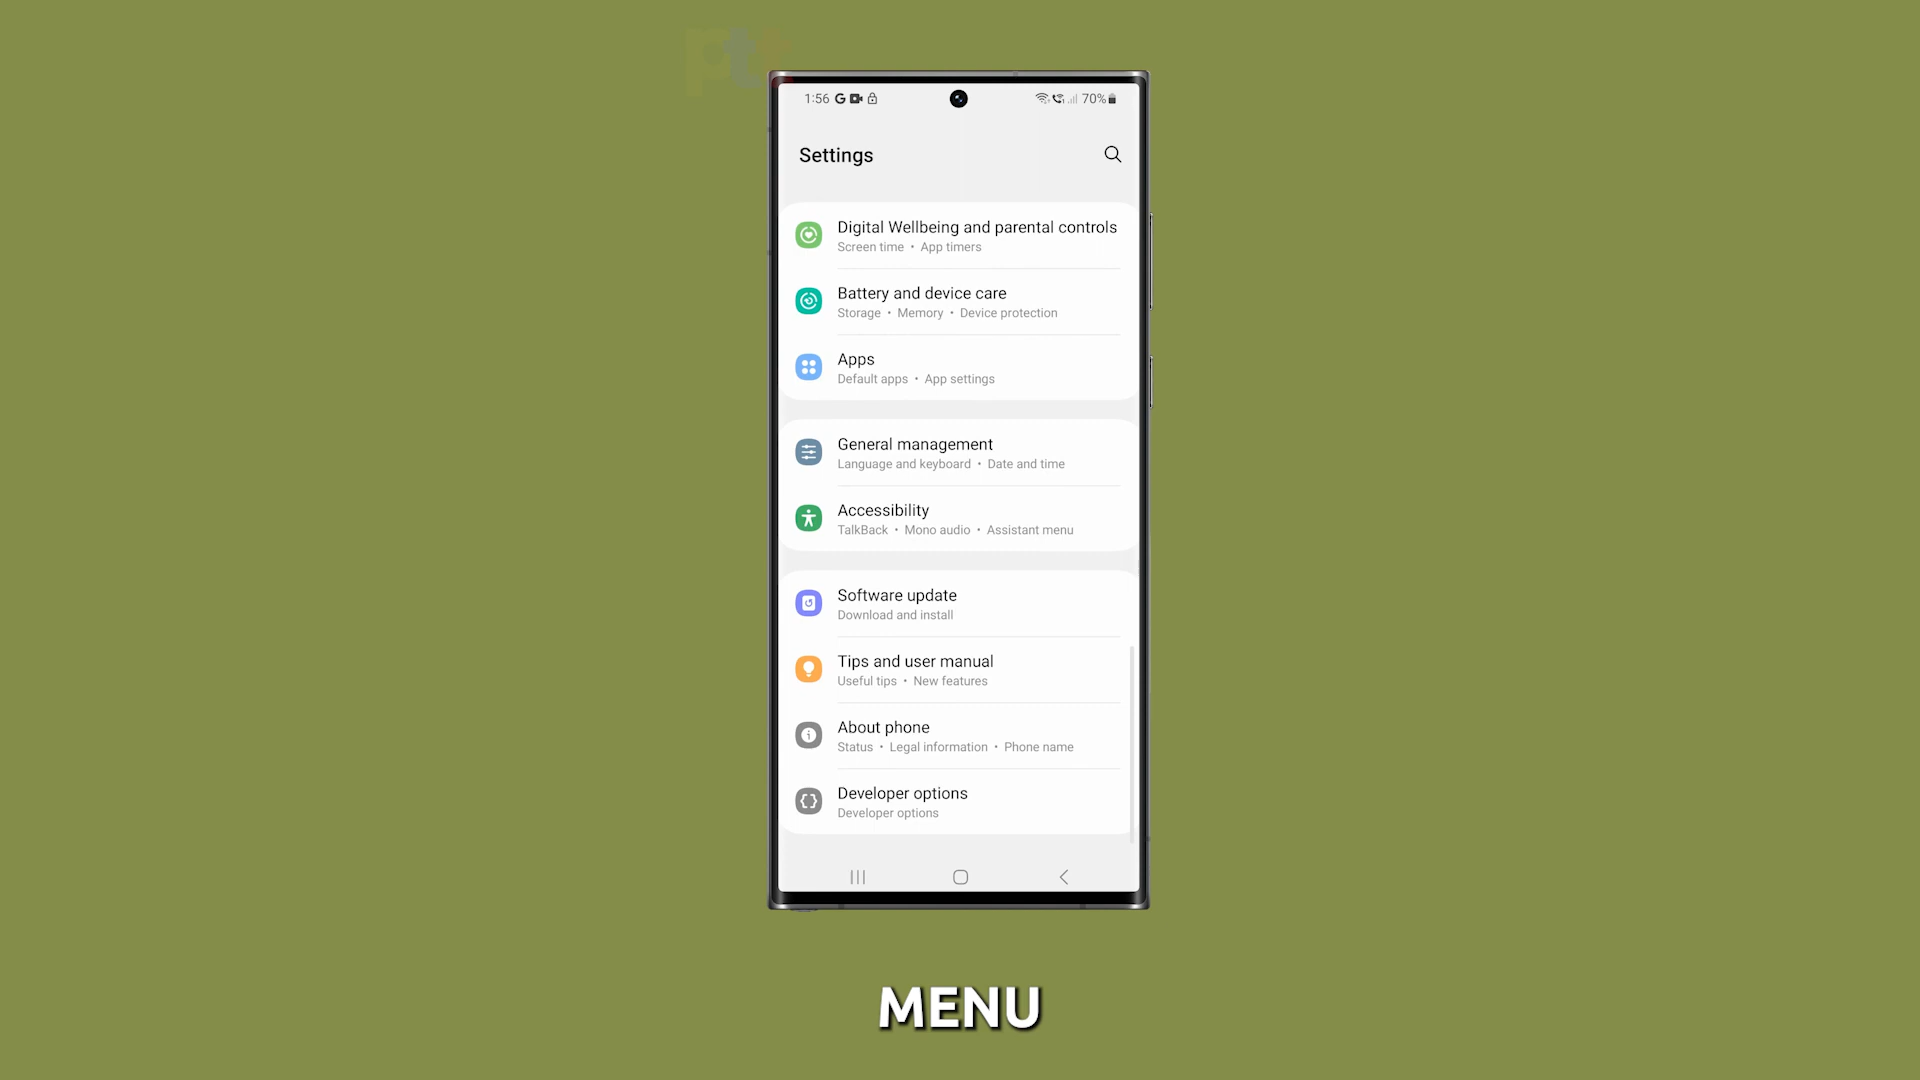 pt
1:56 70%
Settings
Digital Wellbeing and parental controls
Screen time • App timers
Battery and device care
Storage • Memory • Device protection
Apps
Default apps • App settings
General management
Language and keyboard • Date and time
Accessibility
TalkBack • Mono audio • Assistant menu
Software update
Download and install
Tips and user manual
Useful tips • New features
About phone
Status • Legal information • Phone name
Developer options
Developer options
MENU